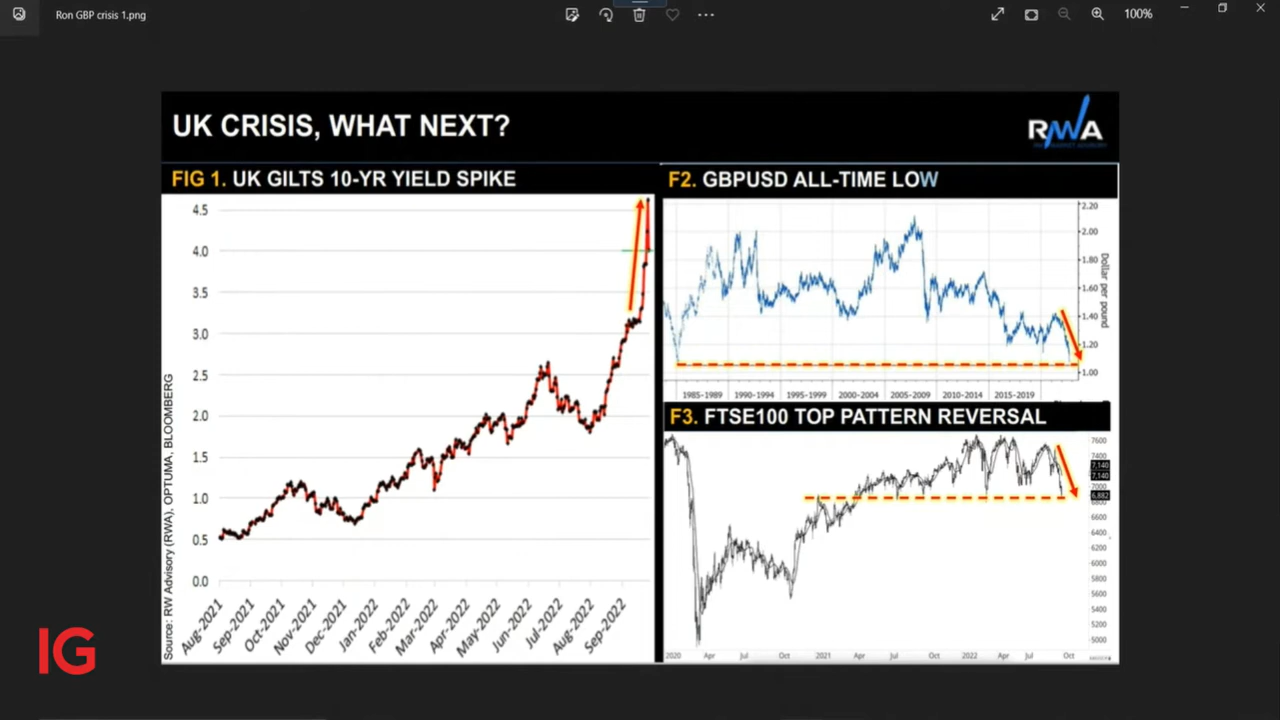 Ron GBP crisis 1.png
100%
UK CRISIS, WHAT NEXT?
RWA
FIG 1. UK GILTS 10-YR YIELD SPIKE
4.5
4.0
3.5
3.0
2.5
2.0
1.5
1.0
0.5
0.0
Aug-2021
Sep-2021
Oct-2021
Nov-2021
Dec-2021
Jan-2022
Feb-2022
Mar-2022
Apr-2022
May-2022
Jun-2022
Jul-2022
Aug-2022
Sep-2022
Source: RW Advisory (RWA), OPTUMA, BLOOMBERG
F2. GBPUSD ALL-TIME LOW
2.20
2.00
1.80
1.60
1.40
1.20
1.00
Dollar per pound
1985-1989 1990-1994 1995-1999 2000-2004 2005-2009 2010-2014 2015-2019
F3. FTSE100 TOP PATTERN REVERSAL
7600
7400
7,140
7,140
7000
6,882
6800
6600
6400
6200
6000
5800
5600
5400
5200
5000
2020 Apr Jul Oct 2021 Apr Jul Oct 2022 Apr Jul Oct
IG